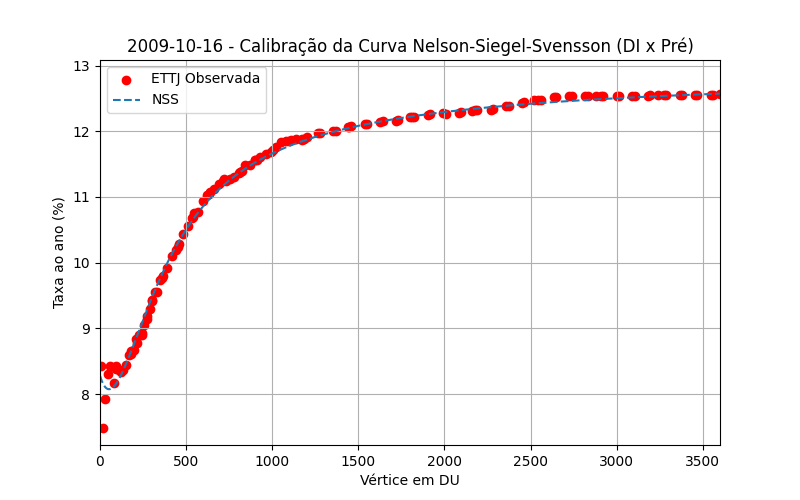 2009-10-16 - Calibração da Curva Nelson-Siegel-Svensson (DI x Pré)
ETTJ Observada
NSS
Taxa ao ano (%)
13
12
11
10
9
8
0 500 1000 1500 2000 2500 3000 3500
Vértice em DU